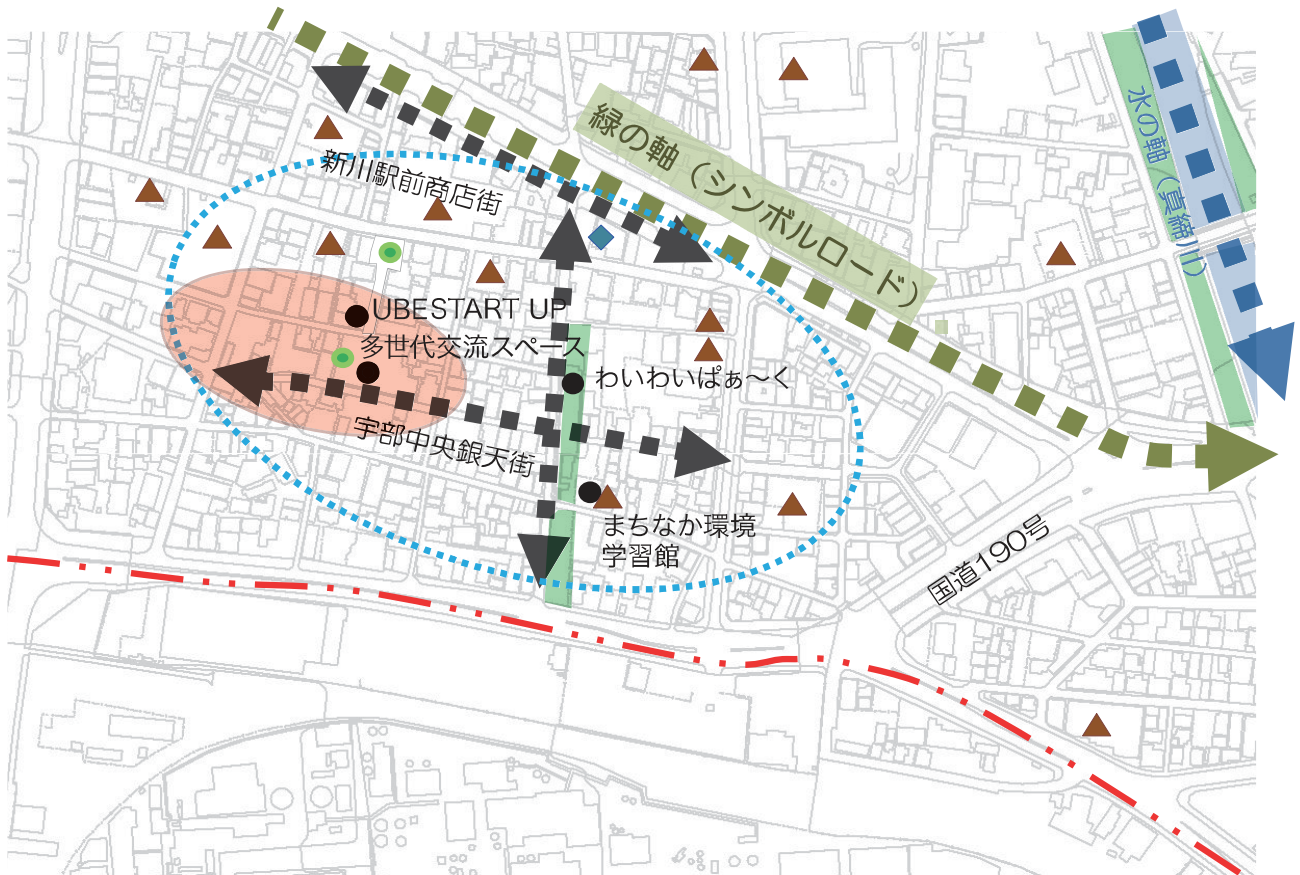 緑の軸（シンボルロード）
水の軸（真締川）
新川駅前商店街
UBESTART UP
多世代交流スペース
わいわいぱぁ～く
宇部中央銀天街
まちなか環境
学習館
国道190号